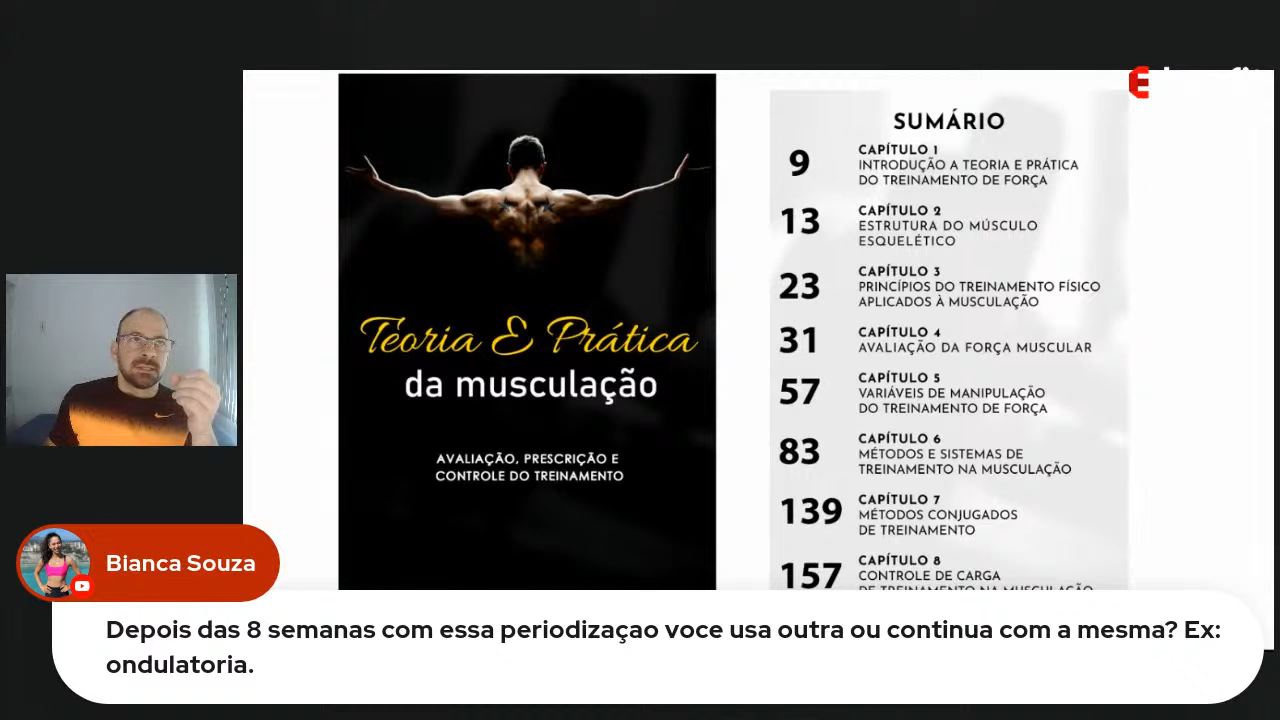 SUMÁRIO
9
CAPÍTULO 1
INTRODUÇÃO A TEORIA E PRÁTICA
DO TREINAMENTO DE FORÇA
13
CAPÍTULO 2
ESTRUTURA DO MÚSCULO
ESQUELÉTICO
23
CAPÍTULO 3
PRINCÍPIOS DO TREINAMENTO FÍSICO
APLICADOS À MUSCULAÇÃO
31
CAPÍTULO 4
AVALIAÇÃO DA FORÇA MUSCULAR
57
CAPÍTULO 5
VARIÁVEIS DE MANIPULAÇÃO
DO TREINAMENTO DE FORÇA
83
CAPÍTULO 6
MÉTODOS E SISTEMAS DE
TREINAMENTO NA MUSCULAÇÃO
139
CAPÍTULO 7
MÉTODOS CONJUGADOS
DE TREINAMENTO
157
CAPÍTULO 8
CONTROLE DE CARGA
DE TREINAMENTO NA MUSCULAÇÃO
Teoria E Prática
da musculação
AVALIAÇÃO, PRESCRIÇÃO E
CONTROLE DO TREINAMENTO
Bianca Souza
Depois das 8 semanas com essa periodizaçao voce usa outra ou continua com a mesma? Ex:
ondulatoria.